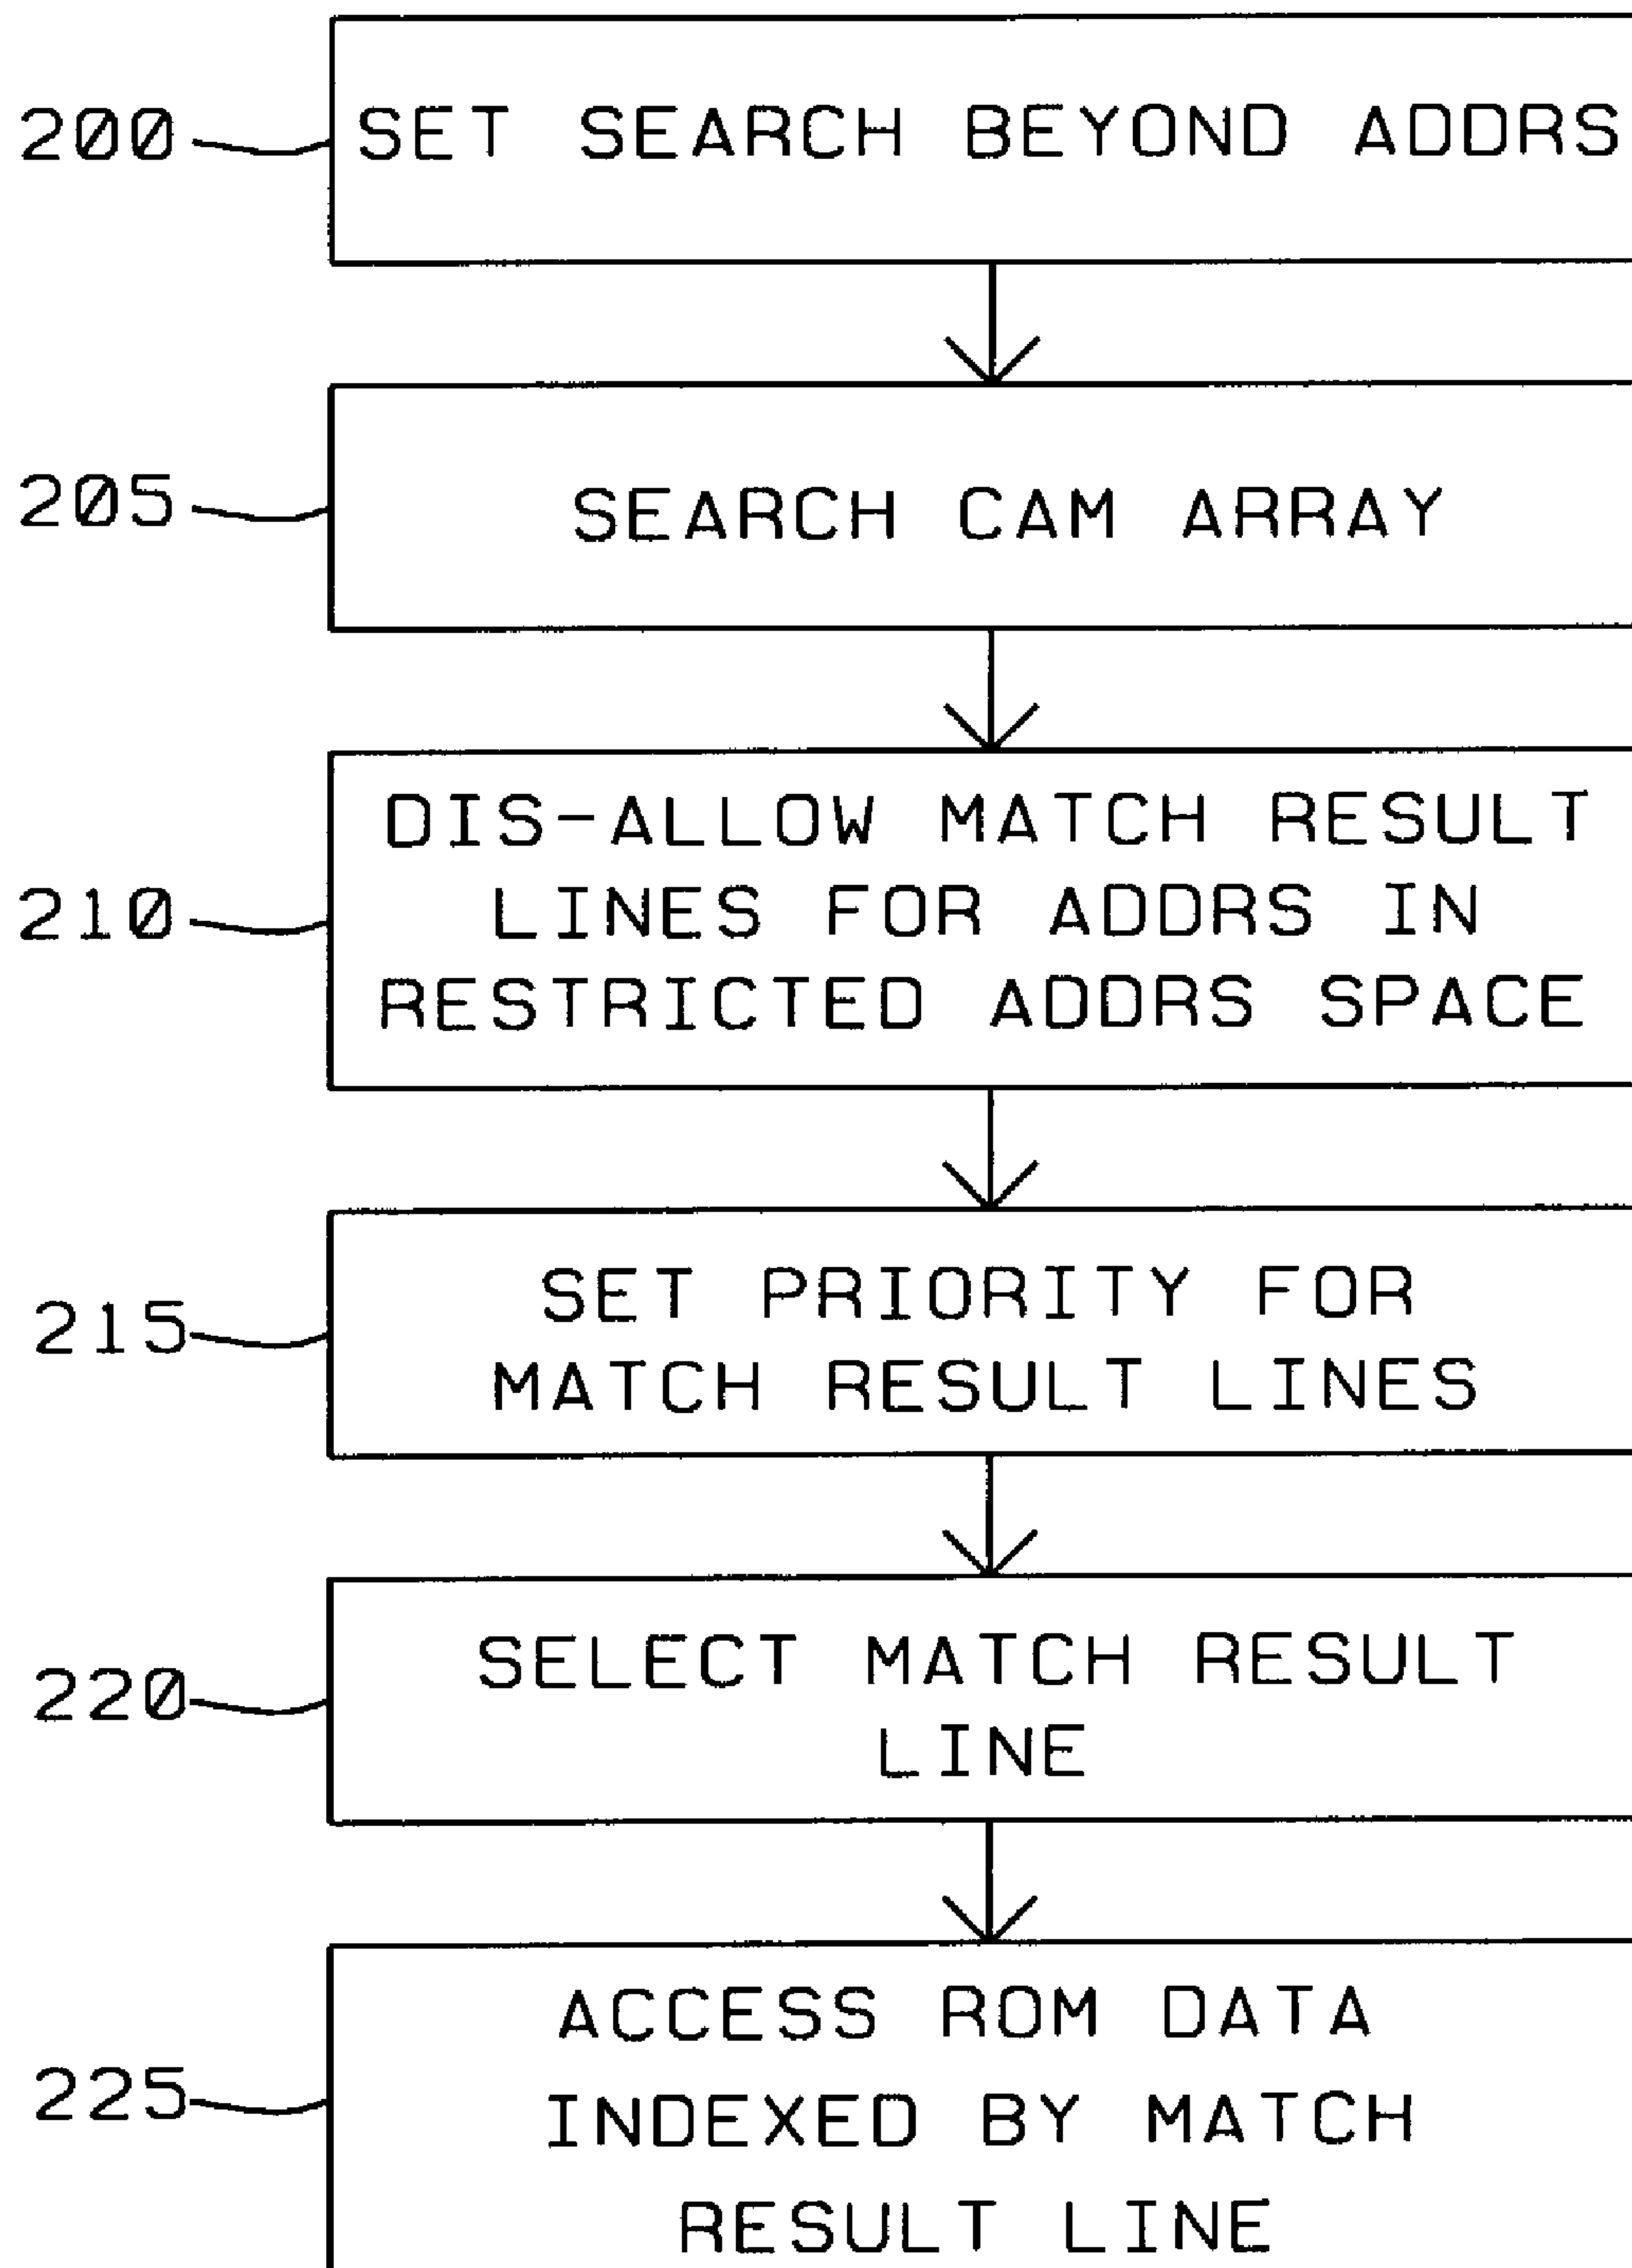 200 SET SEARCH BEYOND ADDRS
205 SEARCH CAM ARRAY
DIS-ALLOW MATCH RESULT
210 LINES FOR ADDRS IN
RESTRICTED ADDRS SPACE
SET PRIORITY FOR
215 MATCH RESULT LINES
SELECT MATCH RESULT
220 LINE
ACCESS ROM DATA
225 INDEXED BY MATCH
RESULT LINE